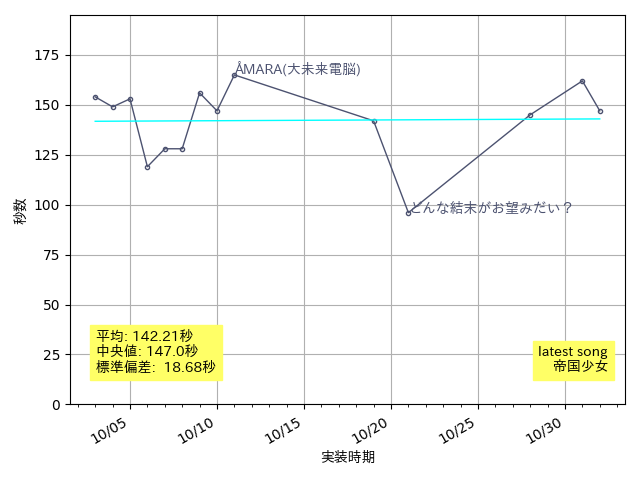 175
150
125
100
75
50
25
0
秒数
ÅMARA(大未来電脳)
どんな結末がお望みだい？
平均: 142.21秒
中央値: 147.0秒
標準偏差: 18.68秒
latest song
帝国少女
10/05
10/10
10/15
10/20
10/25
10/30
実装時期